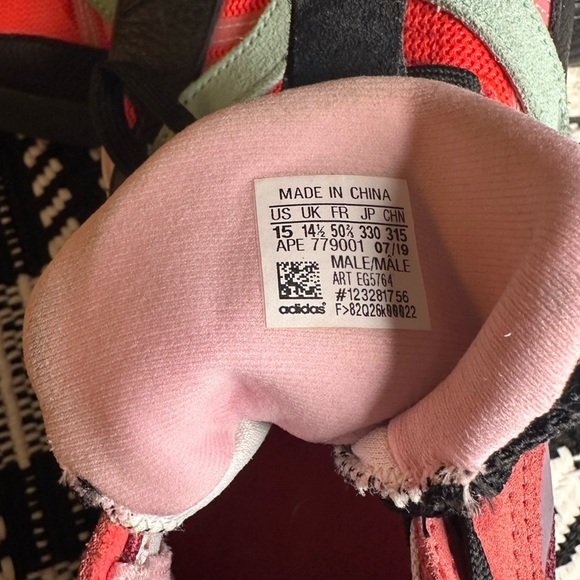 MADE IN CHINA
US UK FR JP CHN
15 14½ 50⅔ 330 315
APE 779001 07/19
MALE/MÂLE
ART EG5764
#123281756
adidas F>82Q26k00022